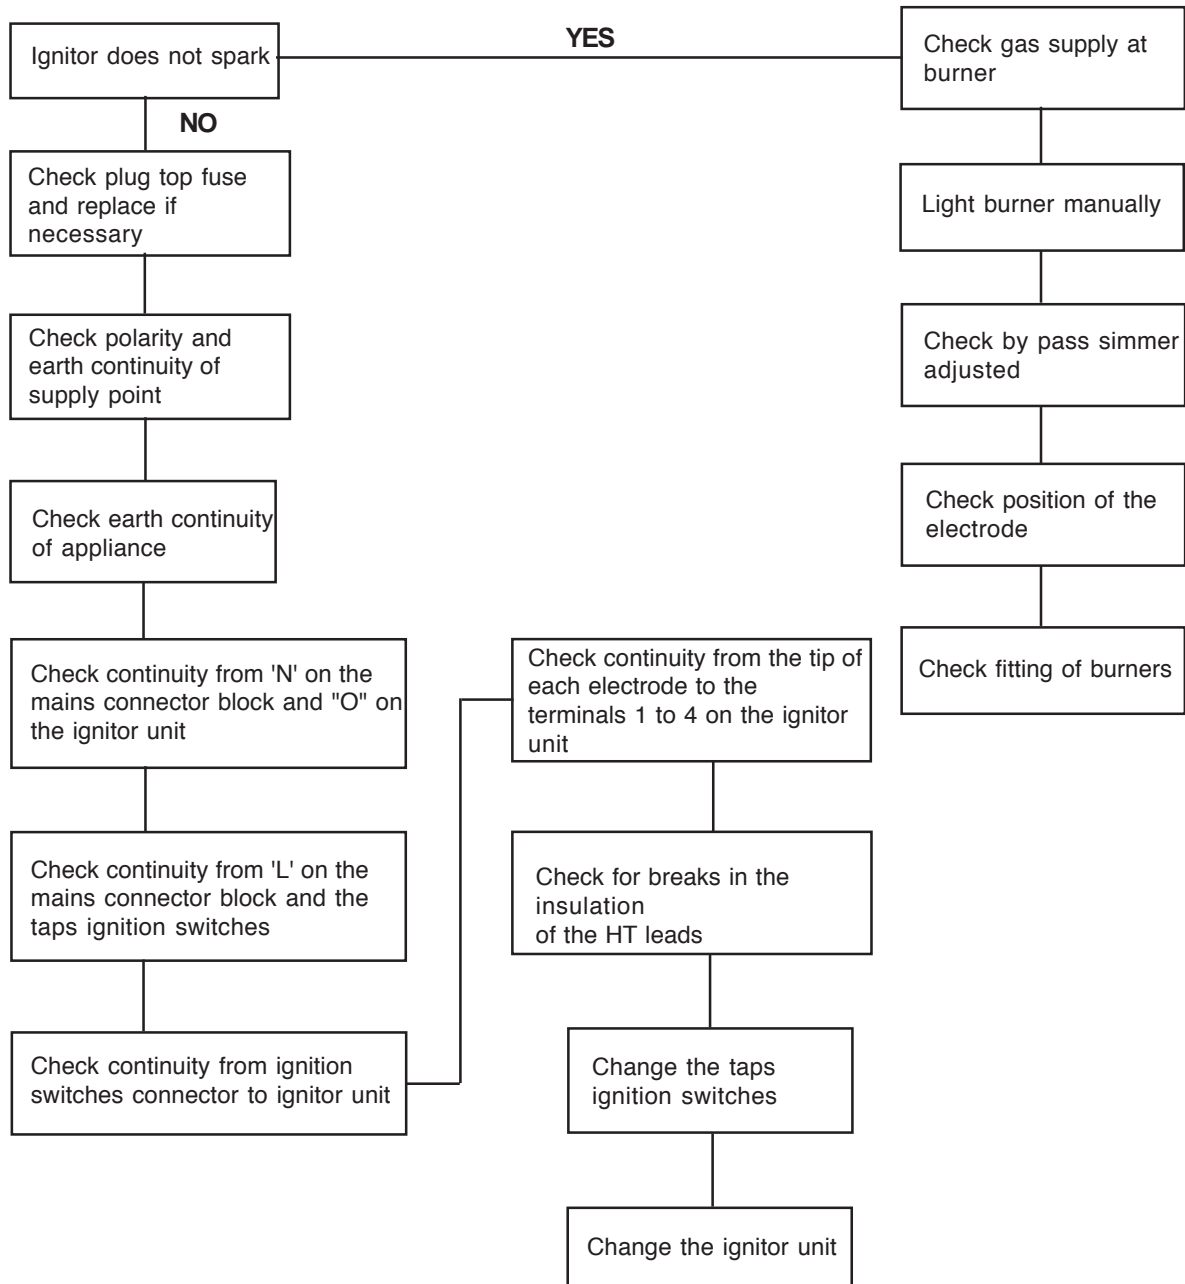 Ignitor does not spark
YES
Check gas supply at
burner
NO
Check plug top fuse
and replace if
necessary
Light burner manually
Check polarity and
earth continuity of
supply point
Check by pass simmer
adjusted
Check earth continuity
of appliance
Check position of the
electrode
Check continuity from 'N' on the
mains connector block and "O" on
the ignitor unit
Check continuity from the tip of
each electrode to the
terminals 1 to 4 on the ignitor
unit
Check fitting of burners
Check continuity from 'L' on the
mains connector block and the
taps ignition switches
Check for breaks in the
insulation
of the HT leads
Check continuity from ignition
switches connector to ignitor unit
Change the taps
ignition switches
Change the ignitor unit